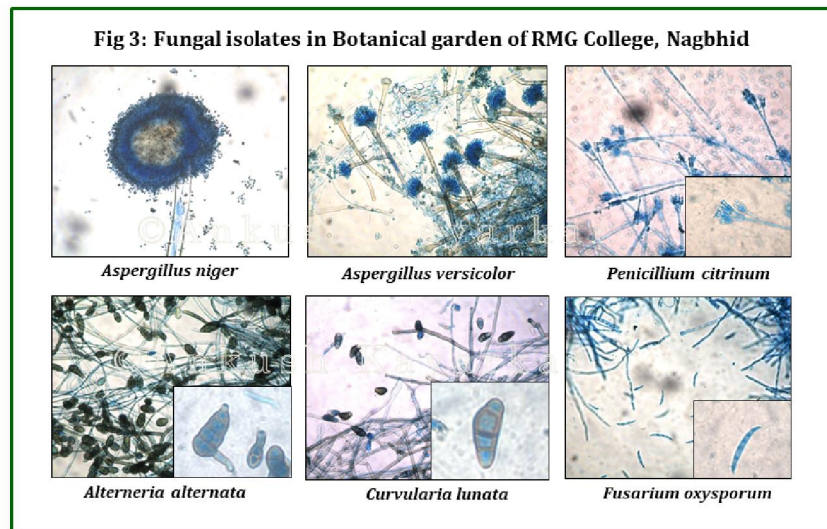 Fig 3: Fungal isolates in Botanical garden of RMG College, Nagbhid
Aspergillus niger
Aspergillus versicolor
Penicillium citrinum
Alterneria alternata
Curvularia lunata
Fusarium oxysporum